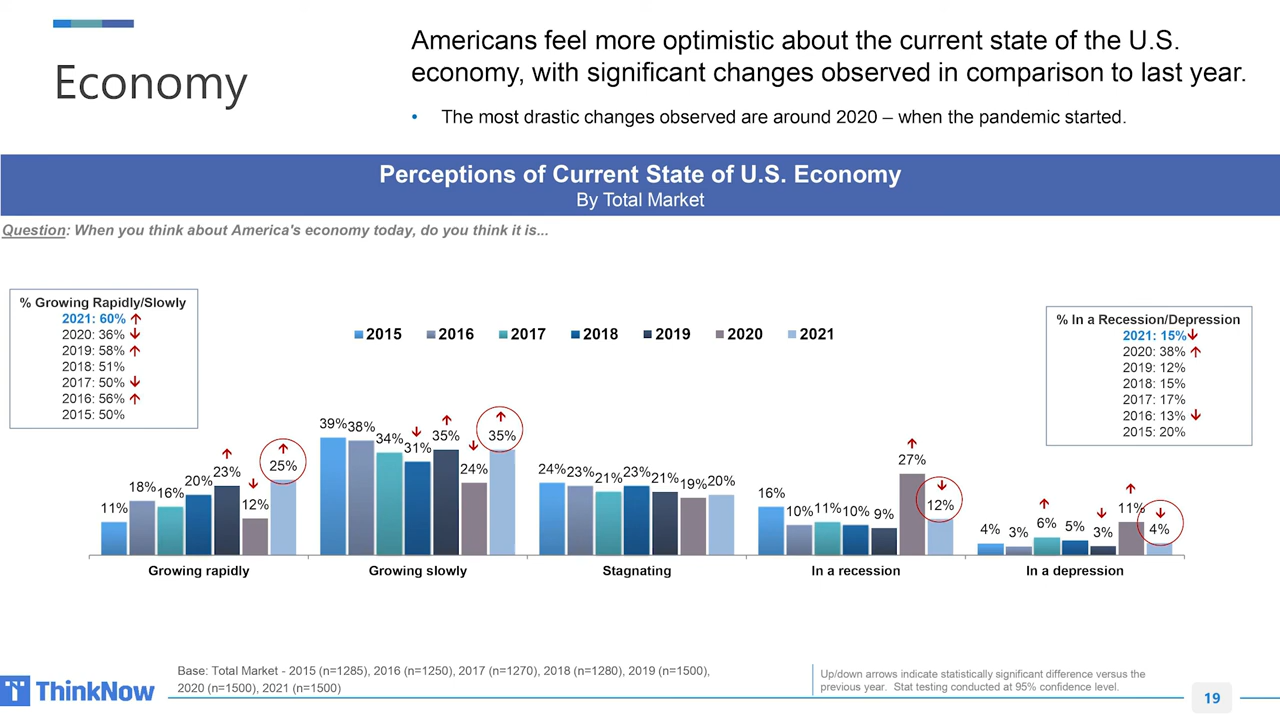 Economy
Americans feel more optimistic about the current state of the U.S.
economy, with significant changes observed in comparison to last year.
• The most drastic changes observed are around 2020 – when the pandemic started.
Perceptions of Current State of U.S. Economy
By Total Market
Question: When you think about America's economy today, do you think it is...
% Growing Rapidly/Slowly
2021: 60%
2020: 36%
2019: 58%
2018: 51%
2017: 50%
2016: 56%
2015: 50%
2015 2016 2017 2018 2019 2020 2021
% In a Recession/Depression
2021: 15%
2020: 38%
2019: 12%
2018: 15%
2017: 17%
2016: 13%
2015: 20%
11% 18% 16% 20% 23% 12% 25%
39% 38% 34% 31% 35% 24% 35%
24% 23% 21% 23% 21% 19% 20%
16% 10% 11% 10% 9% 27% 12%
4% 3% 6% 5% 3% 11% 4%
Growing rapidly Growing slowly Stagnating In a recession In a depression
Base: Total Market - 2015 (n=1285), 2016 (n=1250), 2017 (n=1270), 2018 (n=1280), 2019 (n=1500),
2020 (n=1500), 2021 (n=1500)
Up/down arrows indicate statistically significant difference versus the
previous year. Stat testing conducted at 95% confidence level.
ThinkNow
19